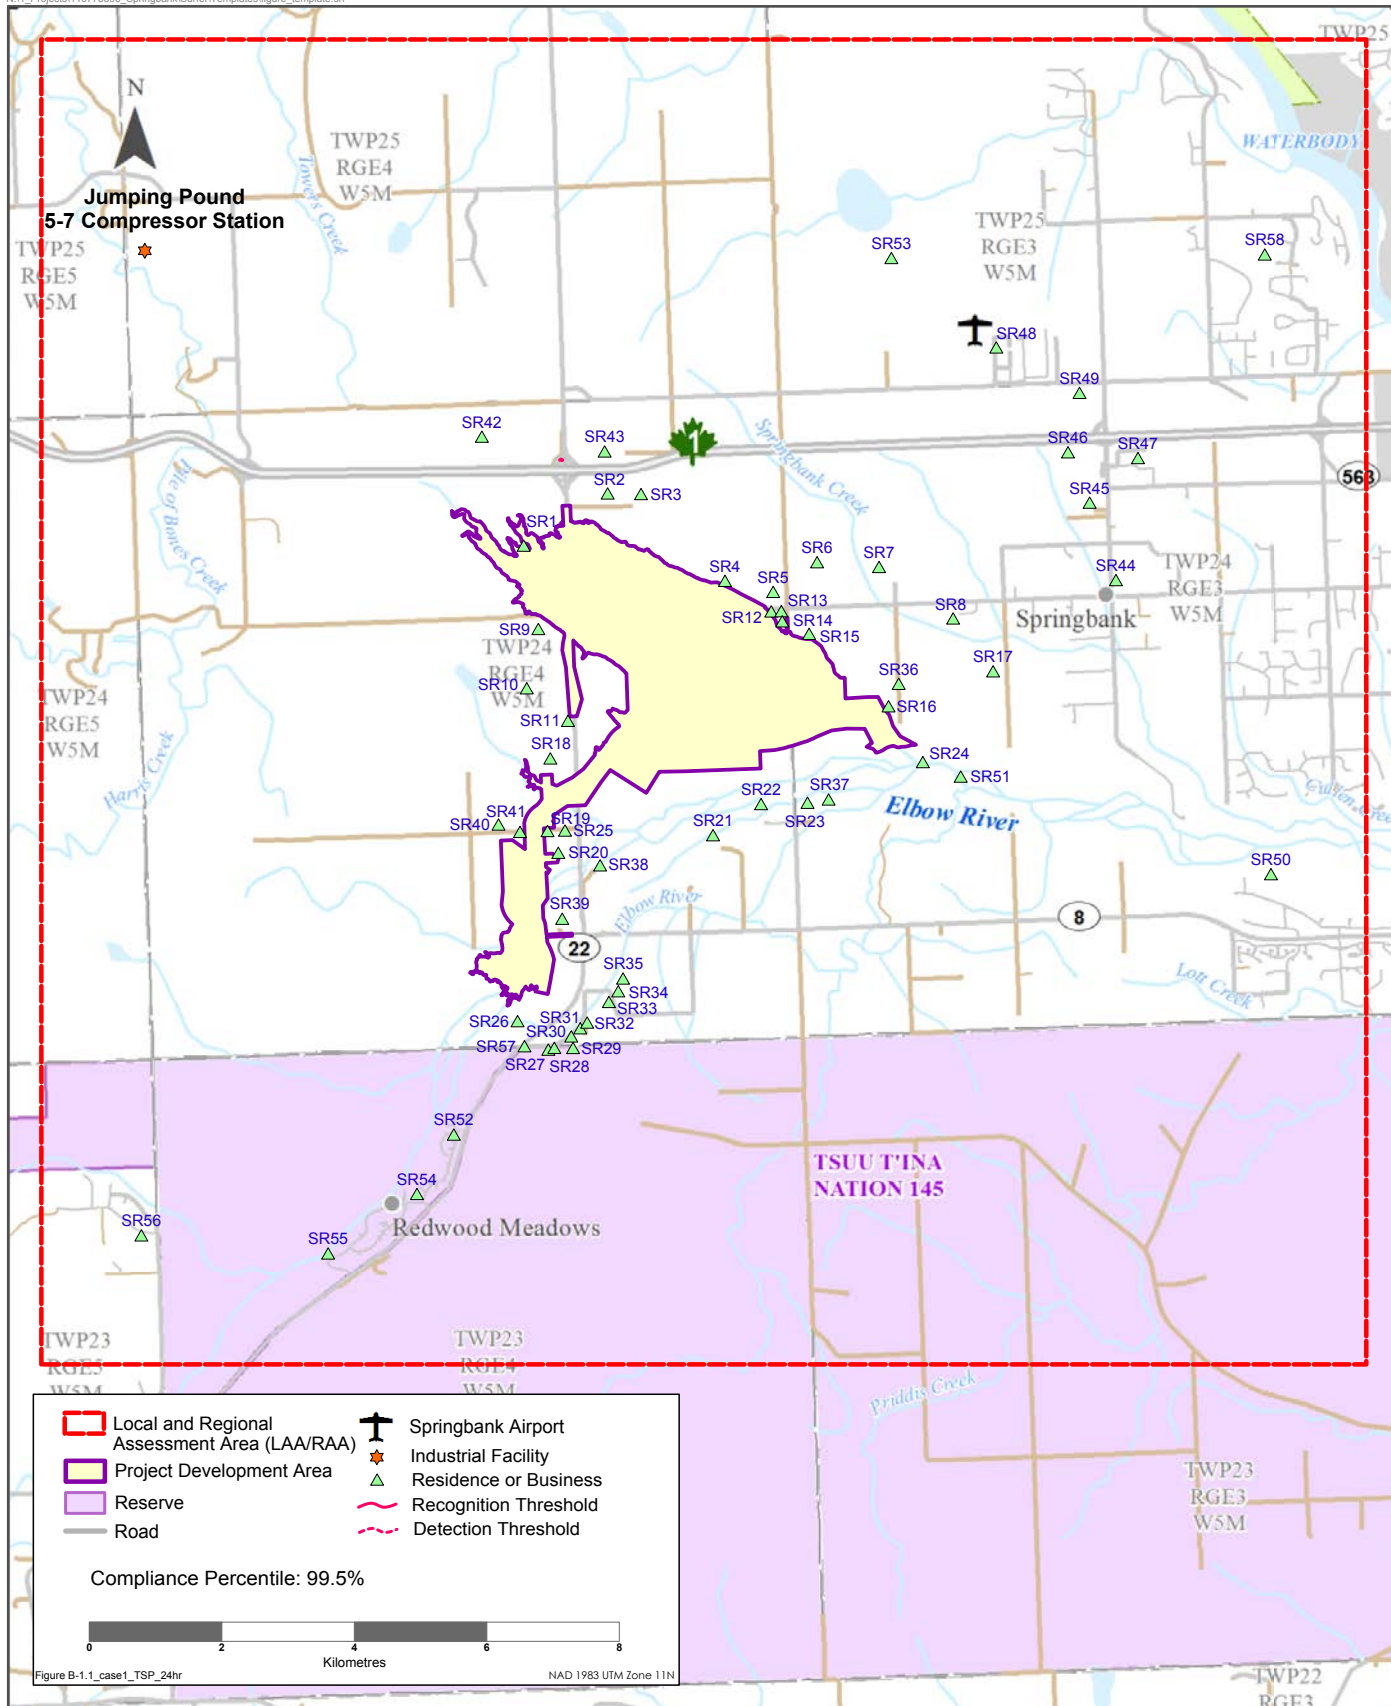 TWP25
N
TWP25
RGE4
W5M
Towers Creek
WATERBODY
Jumping Pound
5-7 Compressor Station
TWP25
RGE5
W5M
TWP25
RGE3
W5M
SR53
SR58
SR48
SR49
SR42
SR43
1
SR46
SR47
Springbank Creek
Pile of Bones Creek
563
SR2
SR3
SR45
SR1
SR6
SR7
SR4
SR5
SR44
TWP24
RGE3
W5M
SR13
SR12
SR14
SR15
SR8
Springbank
SR9
TWP24
RGE4
W5M
SR10
SR17
SR36
SR16
TWP24
RGE5
W5M
SR11
SR18
SR24
SR51
Harris Creek
SR37
SR22
SR23
Elbow River
Cullen Creek
SR41
SR40
SR19
SR25
SR21
SR20
SR38
SR50
Elbow River
SR39
8
22
SR35
SR34
SR33
Lott Creek
SR26
SR31
SR32
SR30
SR57
SR29
SR27
SR28
SR52
TSUU T'INA
NATION 145
SR54
Redwood Meadows
SR56
SR55
TWP23
RGE5
W5M
TWP23
RGE4
W5M
Priddis Creek
TWP23
RGE3
W5M
TWP22
RGE3
Local and Regional
Assessment Area (LAA/RAA)
Project Development Area
Reserve
Road
Springbank Airport
Industrial Facility
Residence or Business
Recognition Threshold
Detection Threshold
Compliance Percentile: 99.5%
0 2 4 6 8
Kilometres
Figure B-1.1_case1_TSP_24hr
NAD 1983 UTM Zone 11N